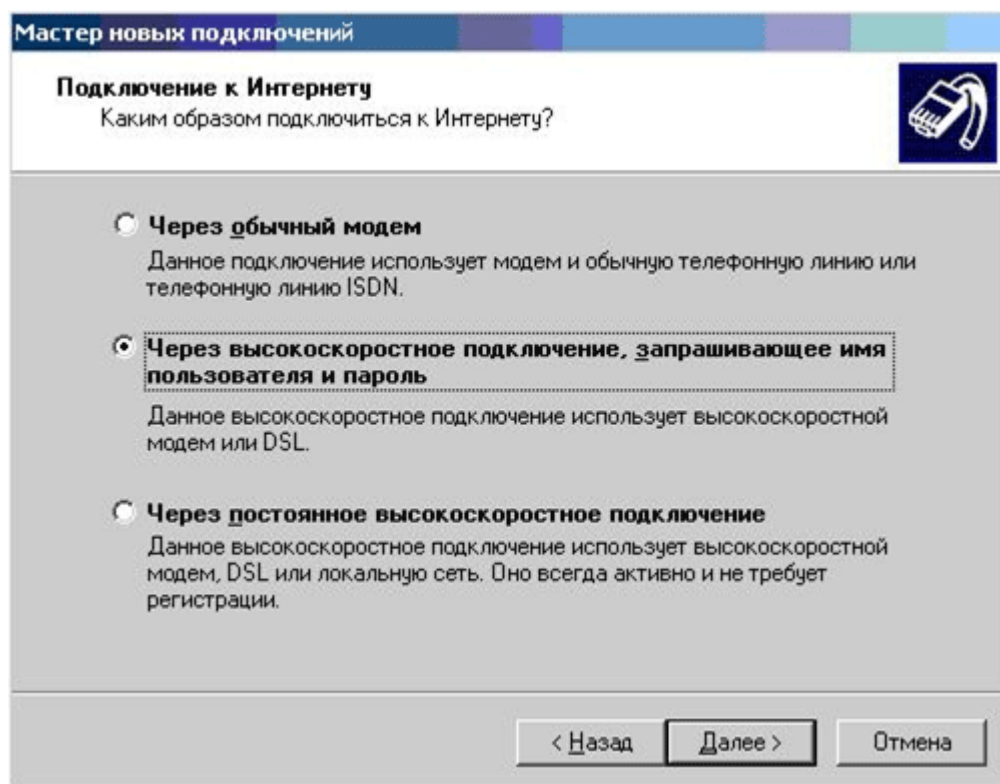 Мастер новых подключений
Подключение к Интернету
Каким образом подключиться к Интернету?
Через обычный модем
Данное подключение использует модем и обычную телефонную линию или
телефонную линию ISDN.
Через высокоскоростное подключение, запрашивающее имя
пользователя и пароль
Данное высокоскоростное подключение использует высокоскоростной
модем или DSL.
Через постоянное высокоскоростное подключение
Данное высокоскоростное подключение использует высокоскоростной
модем, DSL или локальную сеть. Оно всегда активно и не требует
регистрации.
< Назад
Далее >
Отмена